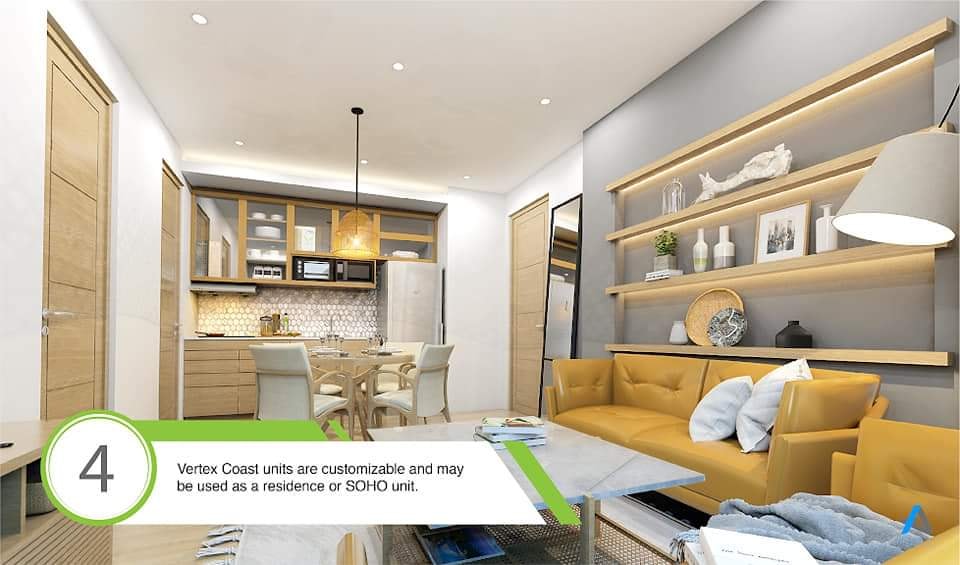 4
Vertex Coast units are customizable and may
be used as a residence or SOHO unit.